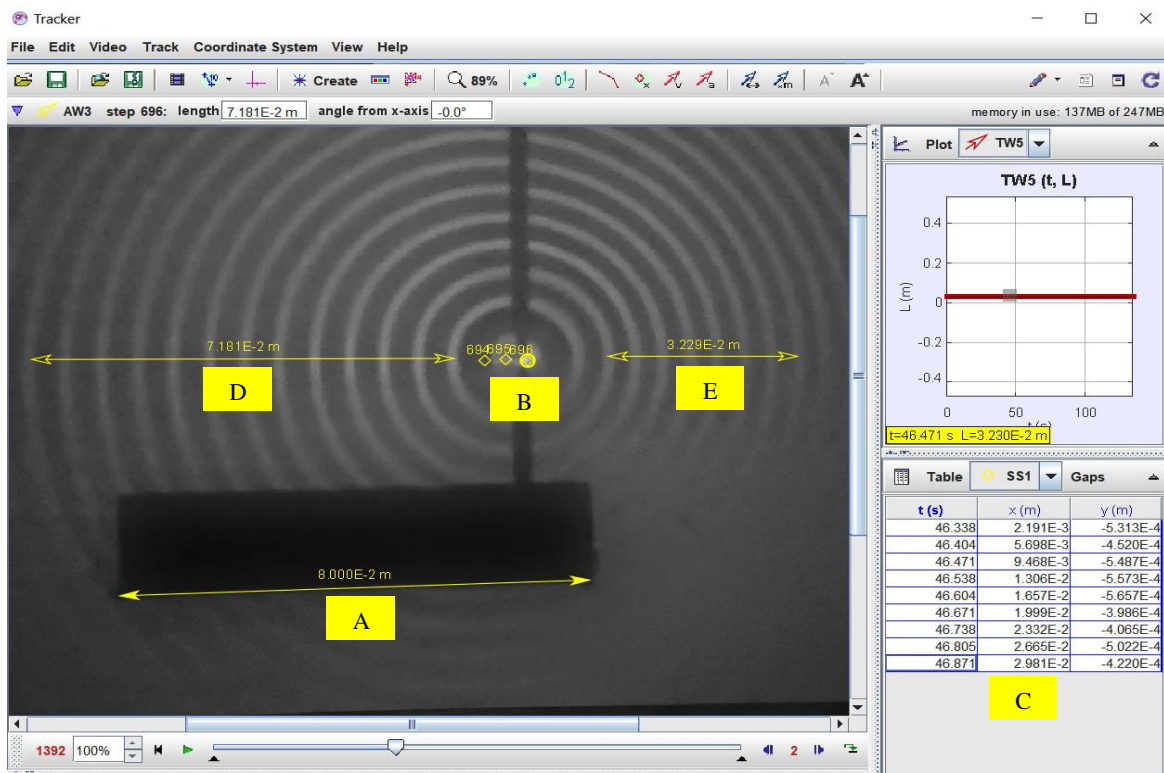 Tracker
File Edit Video Track Coordinate System View Help
Create 89%
AW3 step 696: length 7.181E-2 m angle from x-axis -0.0° memory in use: 137MB of 247MB
Plot TW5
TW5 (t, L)
L (m)
0.4
0.2
0
-0.2
-0.4
0 50 100
t=46.471 s L=3.230E-2 m
7.181E-2 m
D
694 695 696
B
3.229E-2 m
E
8.000E-2 m
A
Table SS1 Gaps
t (s) x (m) y (m)
46.338 2.191E-3 -5.313E-4
46.404 5.698E-3 -4.520E-4
46.471 9.468E-3 -5.487E-4
46.538 1.306E-2 -5.573E-4
46.604 1.657E-2 -5.657E-4
46.671 1.999E-2 -3.986E-4
46.738 2.332E-2 -4.065E-4
46.805 2.665E-2 -5.022E-4
46.871 2.981E-2 -4.220E-4
C
1392 100% 2